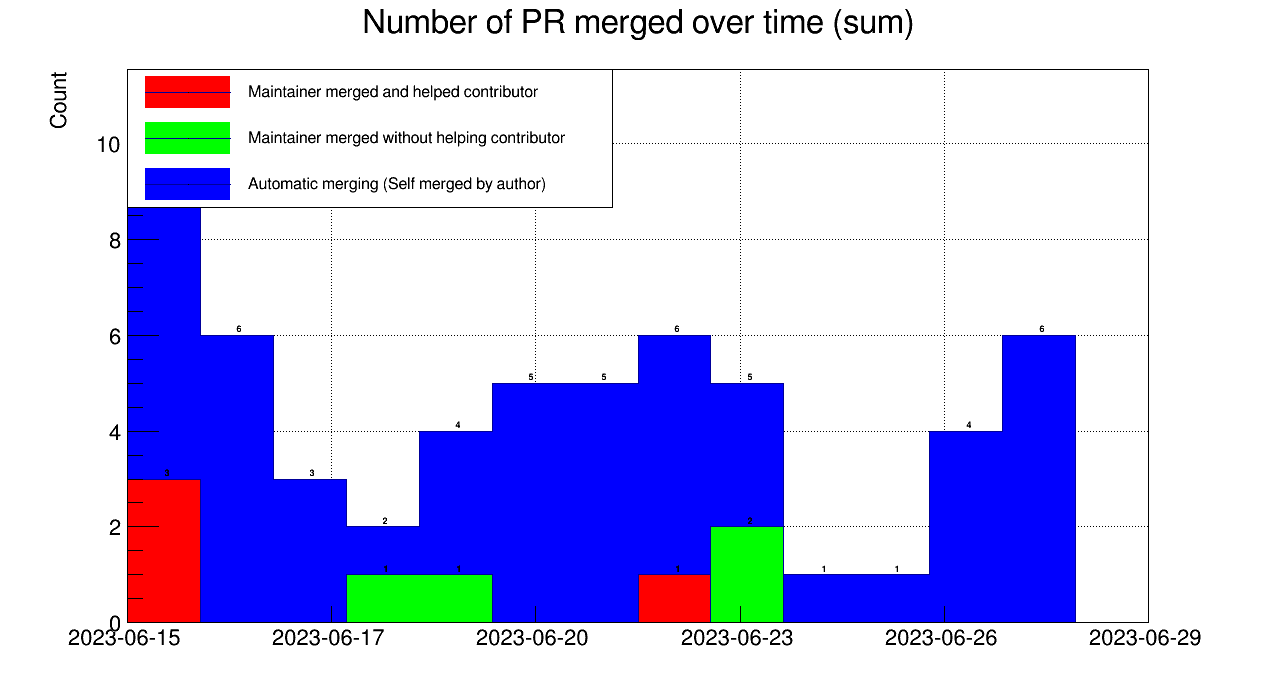 Number of PR merged over time (sum)
Count
Maintainer merged and helped contributor
Maintainer merged without helping contributor
Automatic merging (Self merged by author)
10
8
6
4
2
0
6 6 6
5 5 5
4 4
3 3
2 2
1 1 1 1 1
2023-06-15 2023-06-17 2023-06-20 2023-06-23 2023-06-26 2023-06-29